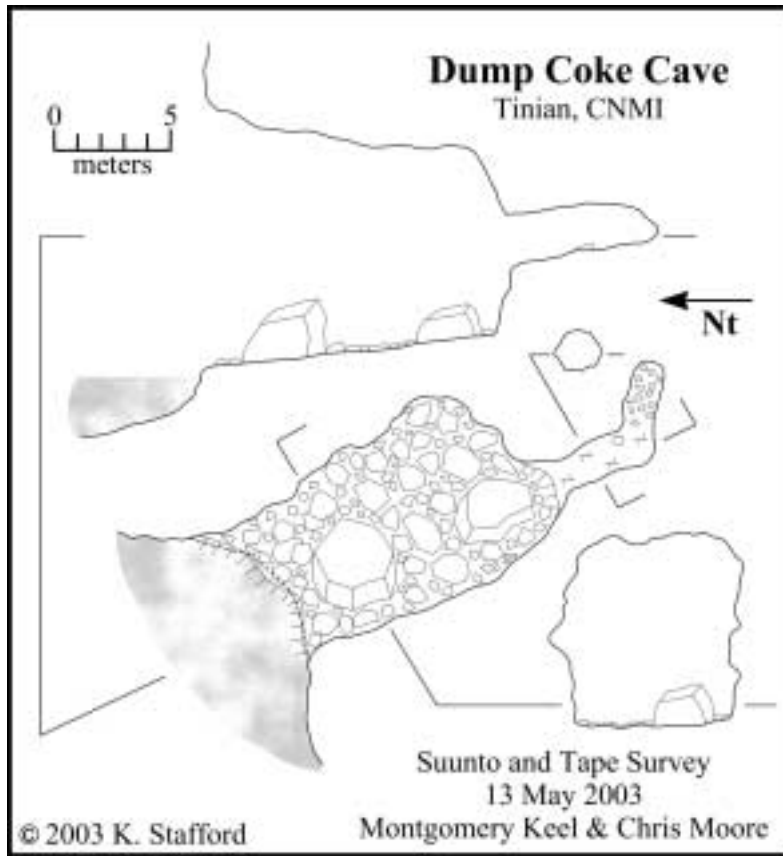 Dump Coke Cave
Tinian, CNMI
0 5
meters
Nt
Suunto and Tape Survey
13 May 2003
Montgomery Keel & Chris Moore
© 2003 K. Stafford